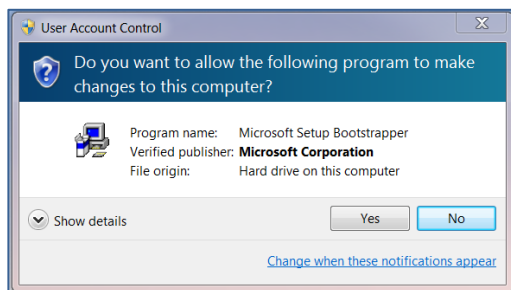 User Account Control
Do you want to allow the following program to make
changes to this computer?
Program name: Microsoft Setup Bootstrapper
Verified publisher: Microsoft Corporation
File origin: Hard drive on this computer
Show details
Yes
No
Change when these notifications appear